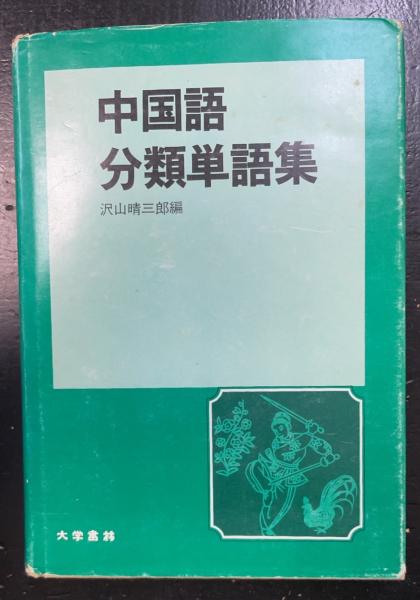 中国語
分類単語集
沢山晴三郎編
大学書林